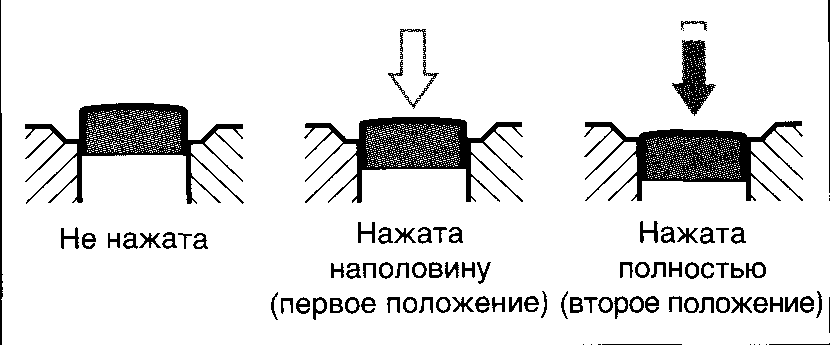 Не нажата
Нажата
наполовину
(первое положение)
Нажата
полностью
(второе положение)